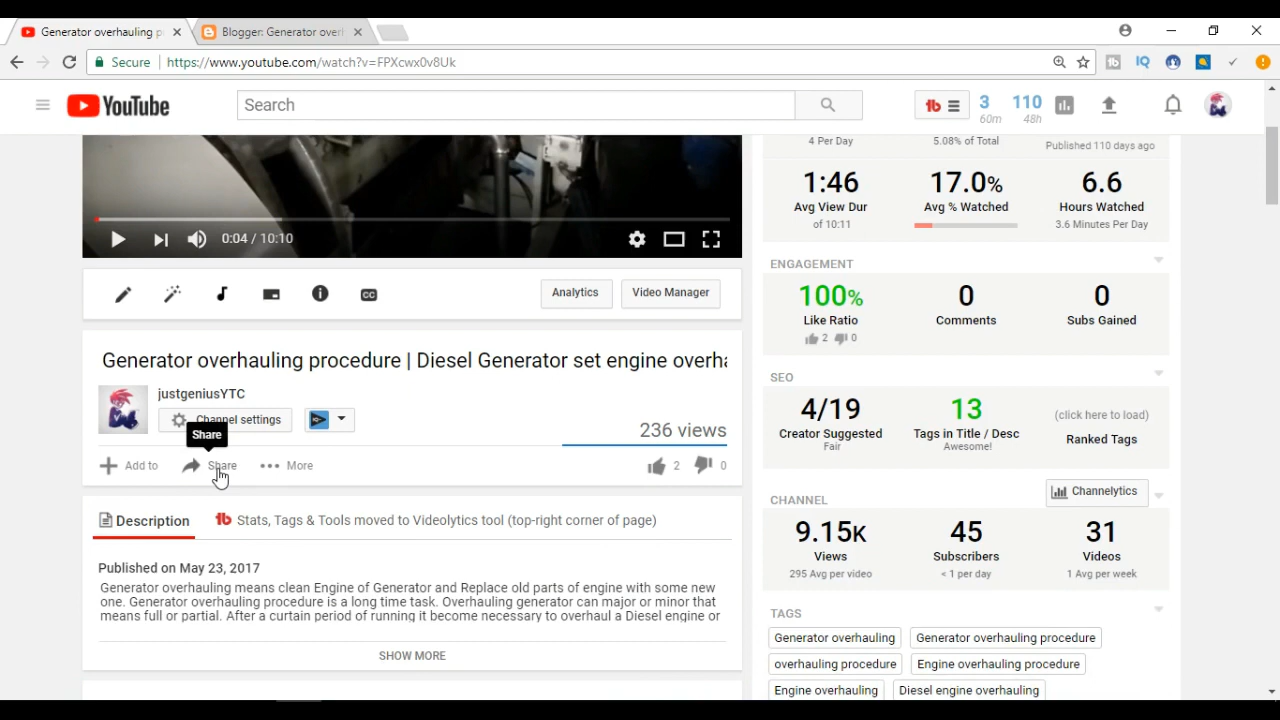 Generator overhauling p
Blogger: Generator over
Secure
https://www.youtube.com/watch?v=FPXcwx0v8Uk
IQ
YouTube
Search
tb
3
60m
110
48h
0:04 / 10:10
CC
Analytics
Video Manager
Generator overhauling procedure | Diesel Generator set engine overha
justgeniusYTC
Channel settings
Share
236 views
Add to
Share
More
2
0
Description
tb Stats, Tags & Tools moved to Videolytics tool (top-right corner of page)
Published on May 23, 2017
Generator overhauling means clean Engine of Generator and Replace old parts of engine with some new
one. Generator overhauling procedure is a long time task. Overhauling generator can major or minor that
means full or partial. After a curtain period of running it become necessary to overhaul a Diesel engine or
SHOW MORE
4 Per Day
5.08% of Total
Published 110 days ago
1:46
17.0%
6.6
Avg View Dur
Avg % Watched
Hours Watched
of 10:11
3.6 Minutes Per Day
ENGAGEMENT
100%
0
0
Like Ratio
Comments
Subs Gained
2
0
SEO
4/19
13
(click here to load)
Creator Suggested
Tags in Title / Desc
Ranked Tags
Fair
Awesome!
CHANNEL
Channelytics
9.15K
45
31
Views
Subscribers
Videos
295 Avg per video
< 1 per day
1 Avg per week
TAGS
Generator overhauling
Generator overhauling procedure
overhauling procedure
Engine overhauling procedure
Engine overhauling
Diesel engine overhauling